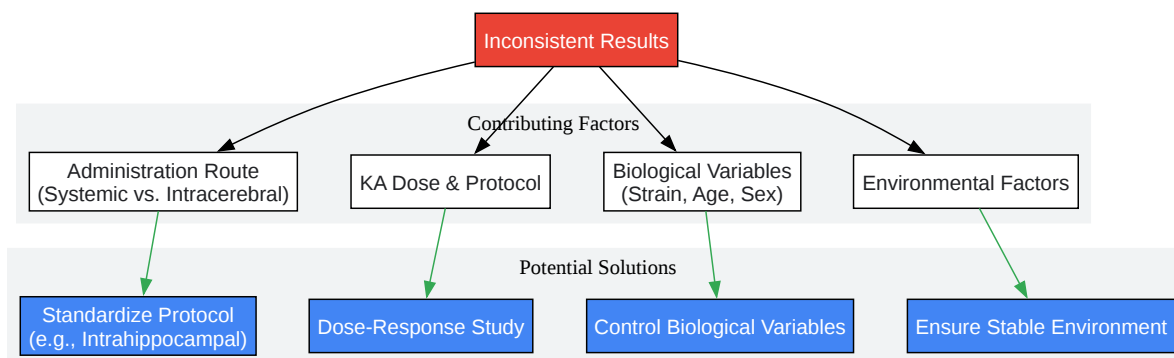 Inconsistent Results
Contributing Factors
Administration Route
(Systemic vs. Intracerebral)
KA Dose & Protocol
Biological Variables
(Strain, Age, Sex)
Environmental Factors
Potential Solutions
Standardize Protocol
(e.g., Intrahippocampal)
Dose-Response Study
Control Biological Variables
Ensure Stable Environment